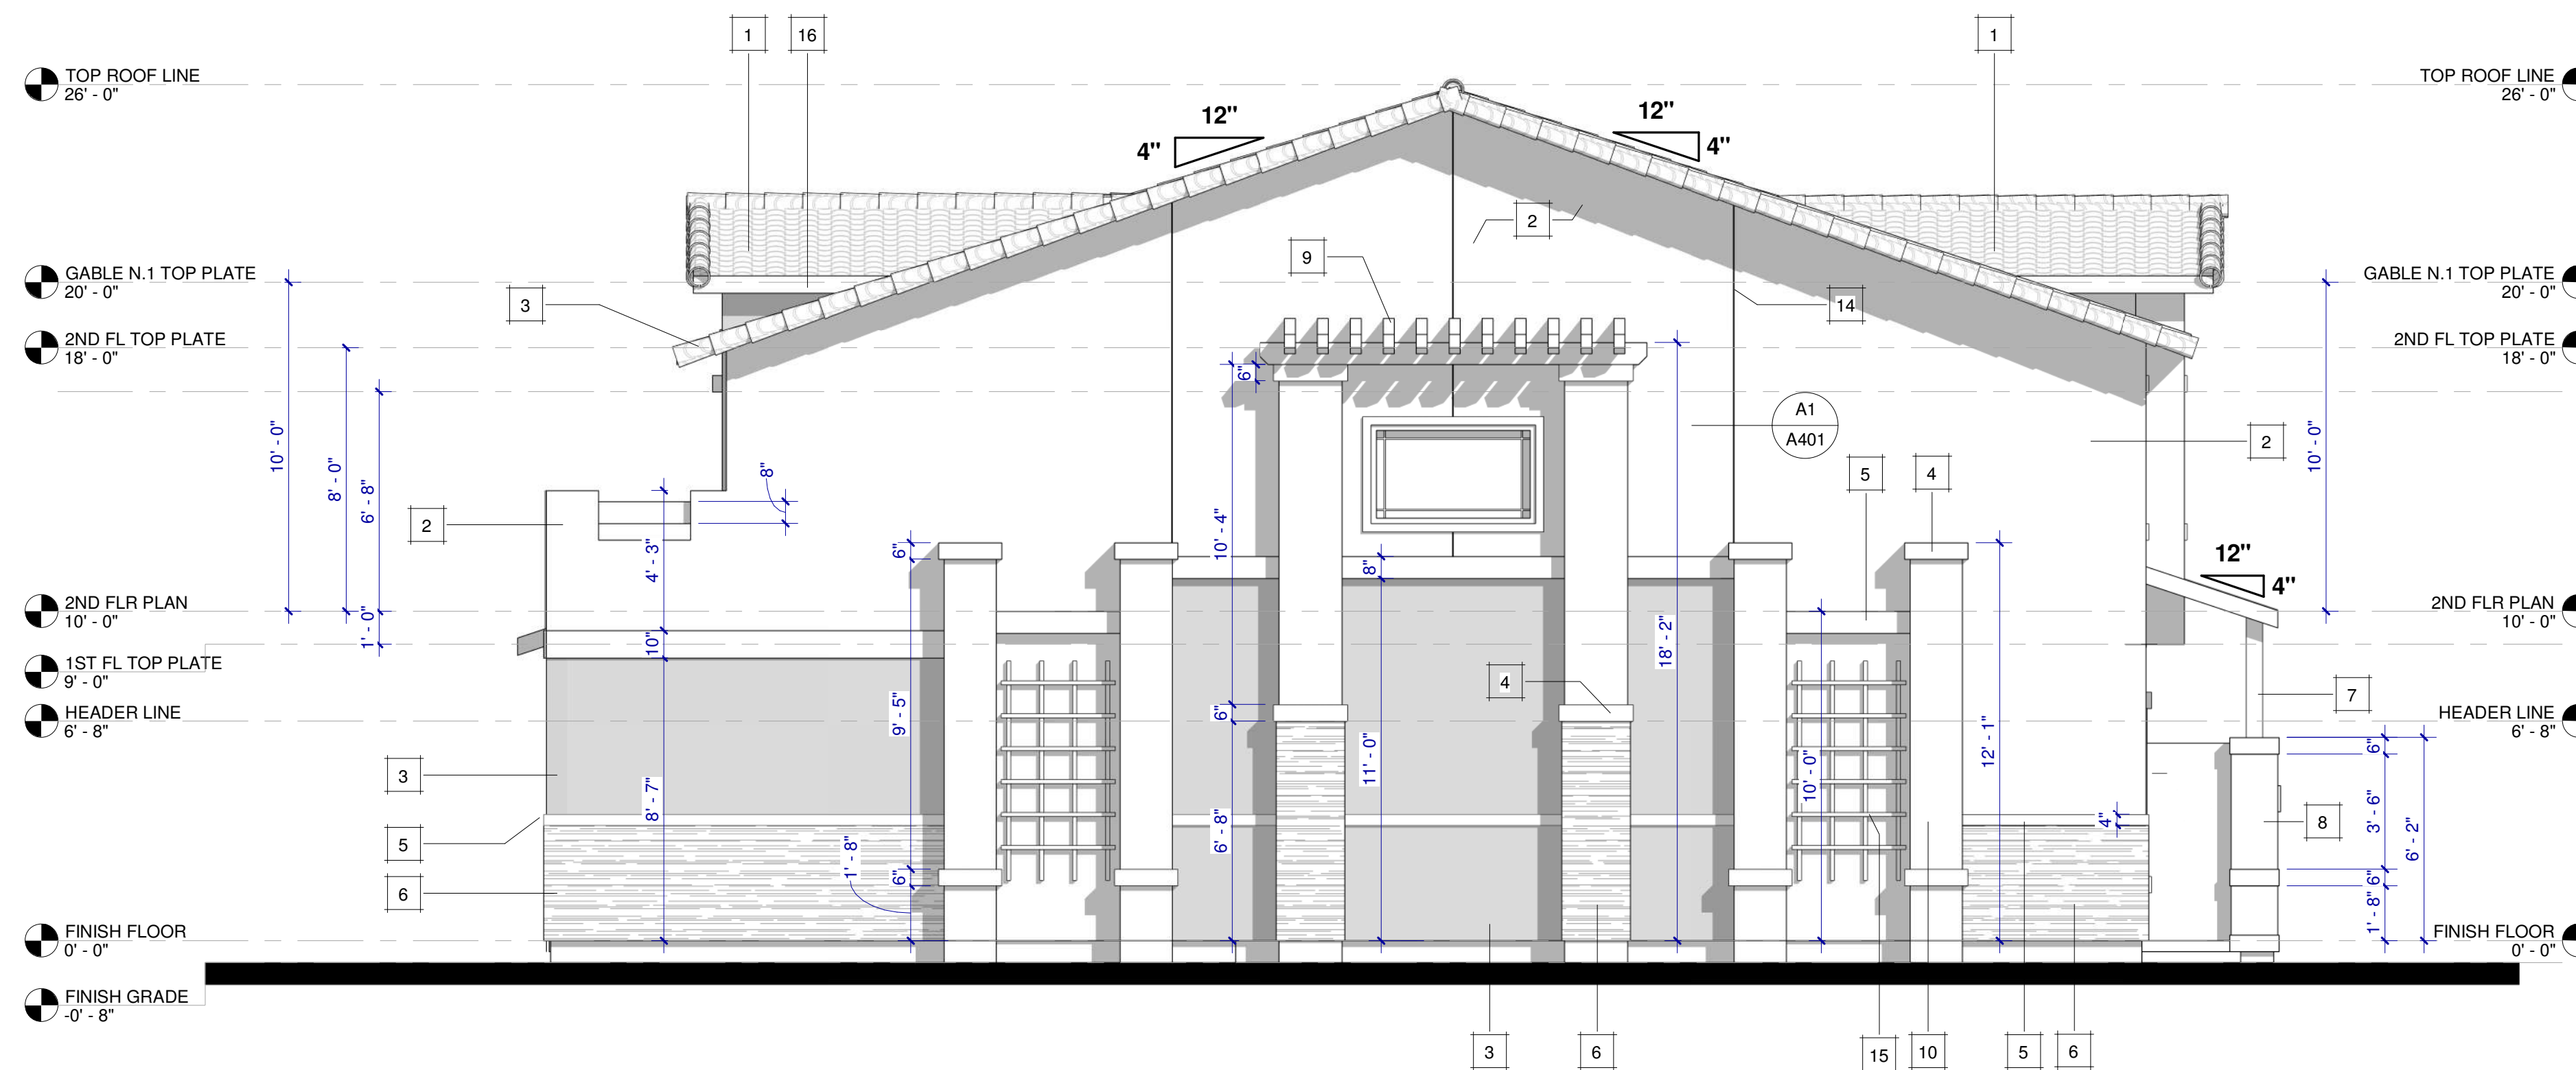 1
16
1
TOP ROOF LINE
26' - 0"
TOP ROOF LINE
26' - 0"
12"
4"
12"
4"
2
9
GABLE N.1 TOP PLATE
20' - 0"
GABLE N.1 TOP PLATE
20' - 0"
3
14
2ND FL TOP PLATE
18' - 0"
2ND FL TOP PLATE
18' - 0"
6"
A1
A401
10' - 0"
8' - 0"
6' - 8"
8"
2
10' - 0"
5
4
2
4' - 3"
6"
10' - 4"
8"
12"
4"
2ND FLR PLAN
10' - 0"
2ND FLR PLAN
10' - 0"
1' - 0"
10"
18' - 2"
1ST FL TOP PLATE
9' - 0"
4
7
HEADER LINE
6' - 8"
HEADER LINE
6' - 8"
9' - 5"
6"
12' - 1"
6"
3
8' - 7"
11' - 0"
10' - 0"
3' - 6"
6' - 2"
5
6' - 8"
4"
8
1' - 8"
6"
6"
6
1' - 8"
FINISH FLOOR
0' - 0"
FINISH FLOOR
0' - 0"
FINISH GRADE
-0' - 8"
3
6
15
10
5
6